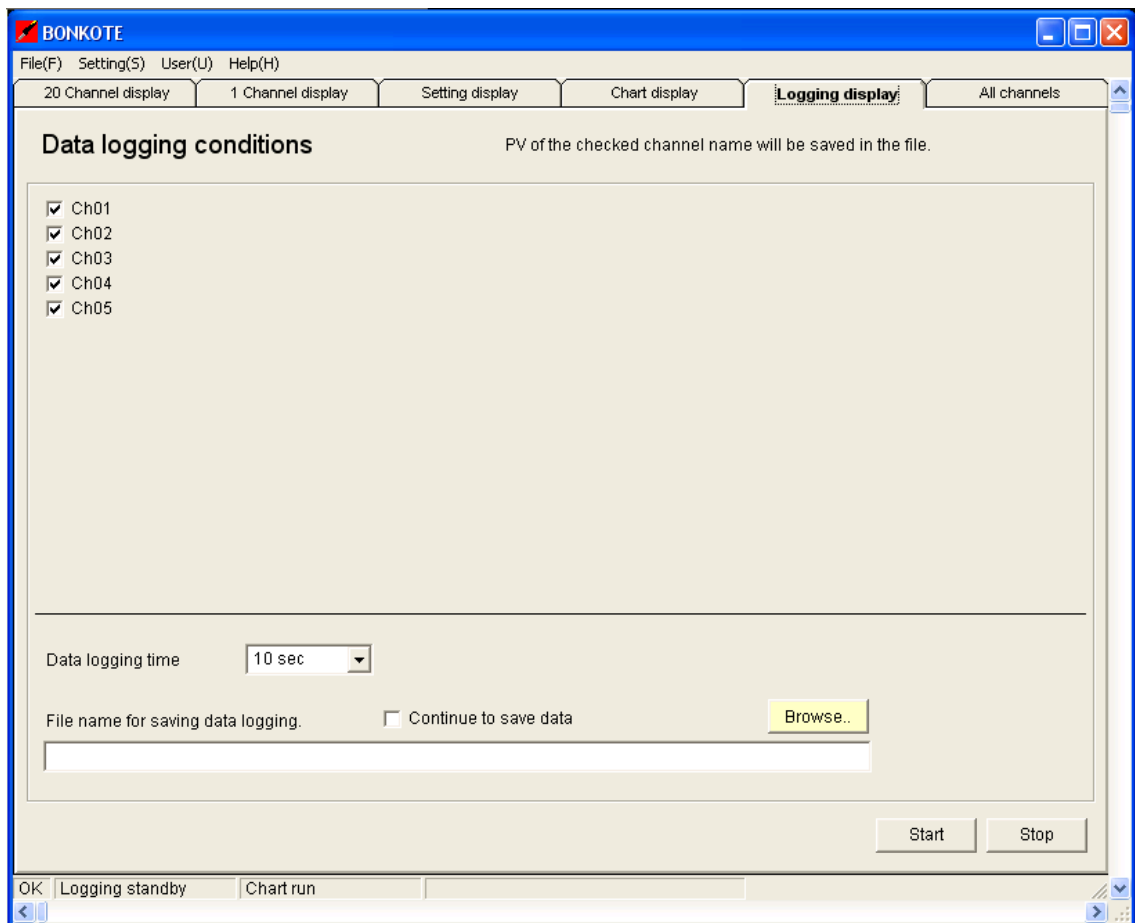 BONKOTE
File(F) Setting(S) User(U) Help(H)
20 Channel display 1 Channel display Setting display Chart display Logging display All channels
Data logging conditions PV of the checked channel name will be saved in the file.
Ch01
Ch02
Ch03
Ch04
Ch05
Data logging time 10 sec
File name for saving data logging. Continue to save data Browse..
Start Stop
OK Logging standby Chart run